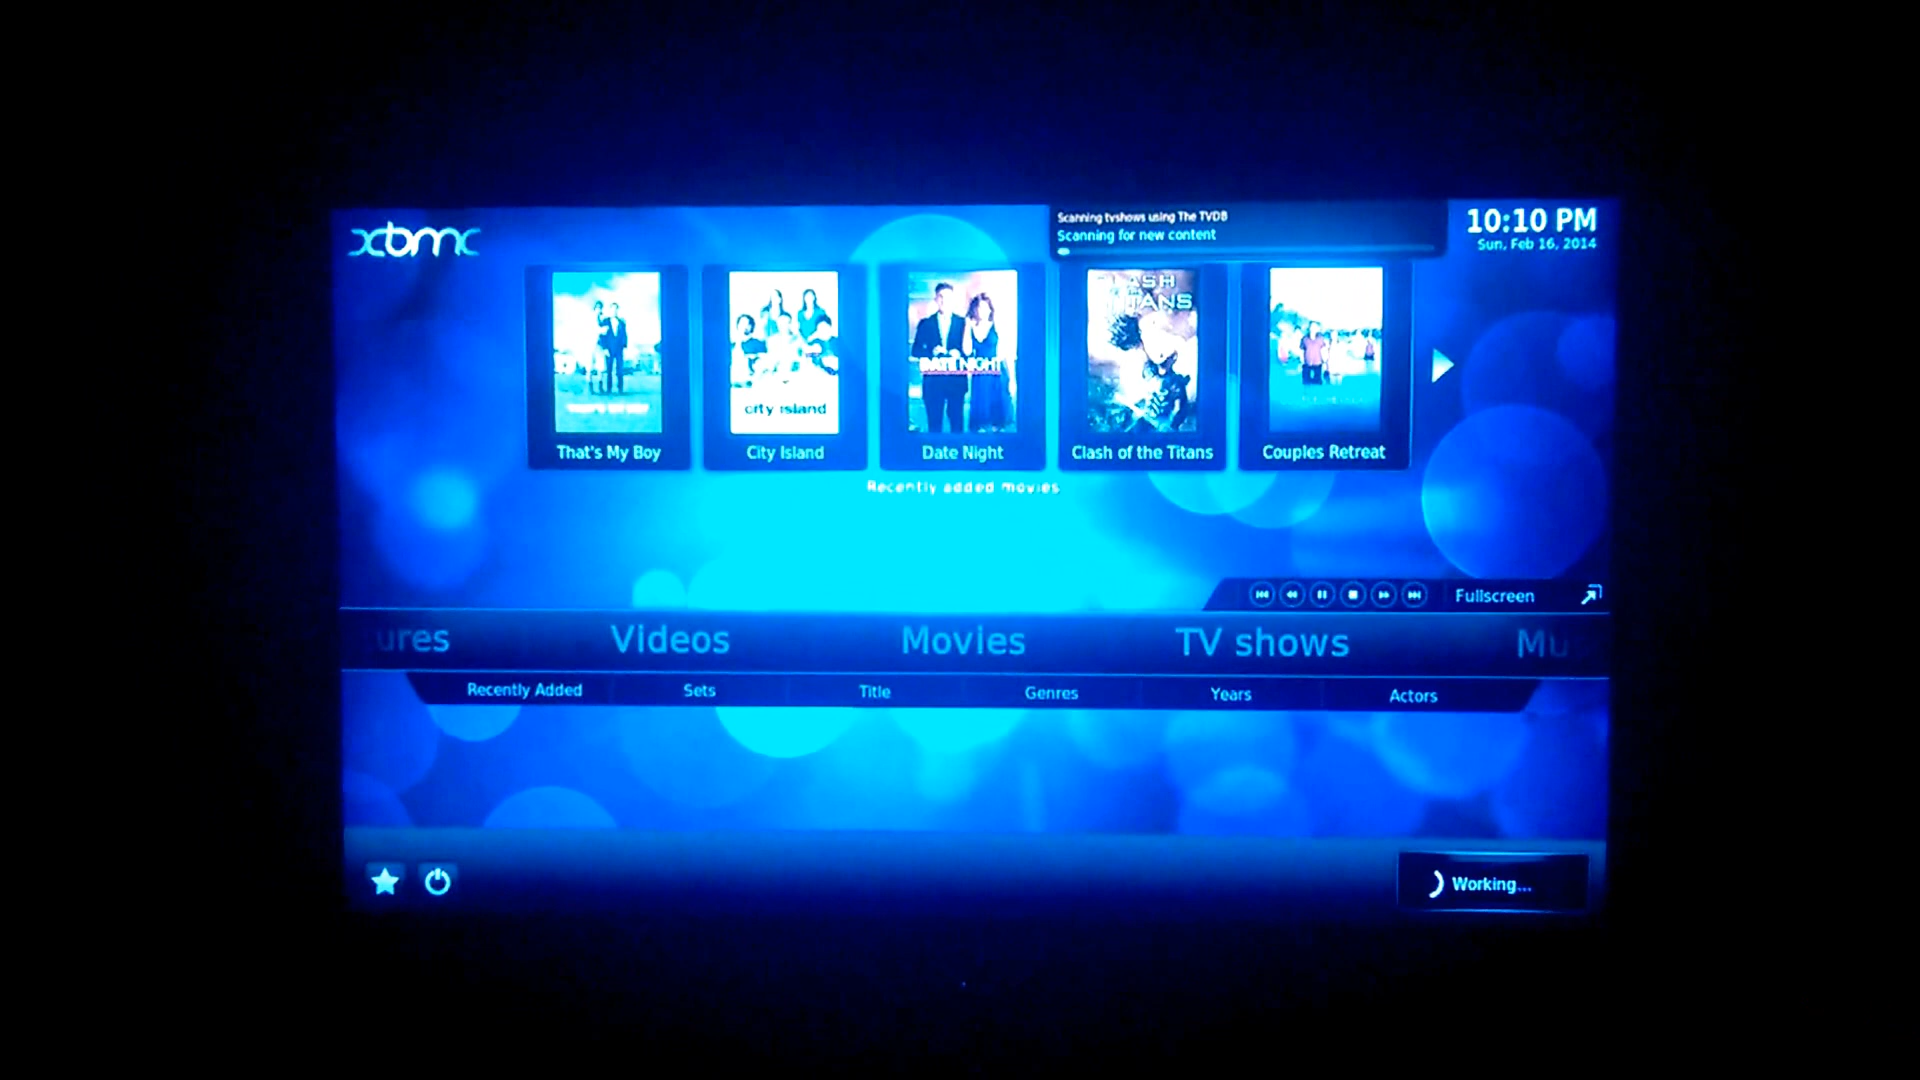 xbmc
Scanning tvshows using The TVDB
Scanning for new content
10:10 PM
Sun, Feb 16, 2014
CLASH
TITANS
DATE NIGHT
city island
That's My Boy
City Island
Date Night
Clash of the Titans
Couples Retreat
Recently added movies
Fullscreen
ures
Videos
Movies
TV shows
Mu
Recently Added
Sets
Title
Genres
Years
Actors
Working...